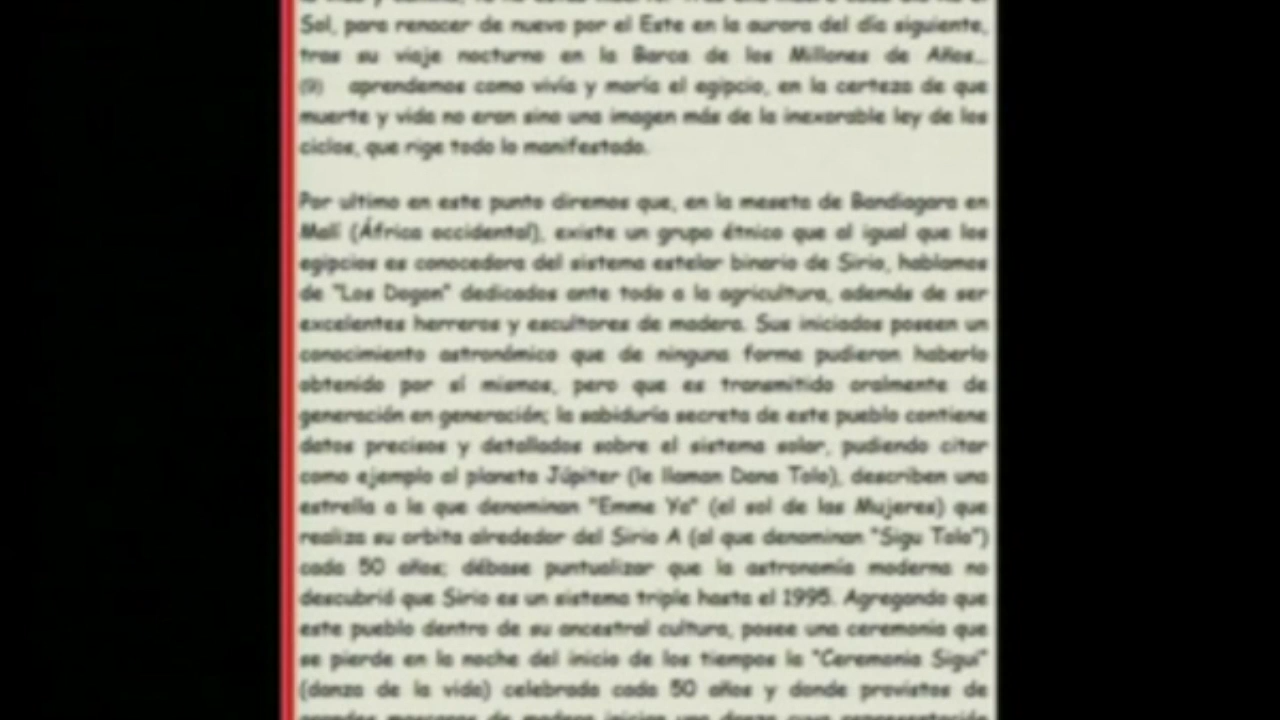 Sol, para renacer de nuevo por el Este en la aurora del día siguiente,
tras su viaje nocturno en la Barca de los Millones de Años...
(9) aprendemos como vivía y moría el egipcio, en la certeza de que
muerte y vida no eran sino una imagen más de la inexorable ley de los
ciclos, que rige todo lo manifestado.
Por ultimo en este punto diremos que, en la meseta de Bandiagara en
Malí (África occidental), existe un grupo étnico que al igual que los
egipcios es conocedora del sistema estelar binario de Sirio, hablamos
de "Los Dogon" dedicados ante todo a la agricultura, además de ser
excelentes herreros y escultores de madera. Sus iniciados poseen un
conocimiento astronómico que de ninguna forma pudieron haberlo
obtenido por sí mismos, pero que es transmitido oralmente de
generación en generación; la sabiduría secreta de este pueblo contiene
datos precisos y detallados sobre el sistema solar, pudiendo citar
como ejemplo al planeta Júpiter (le llaman Dana Tolo), describen una
estrella a la que denominan "Emme Ya" (el sol de las Mujeres) que
realiza su orbita alrededor del Sirio A (al que denominan "Sigu Tolo")
cada 50 años; débase puntualizar que la astronomía moderna no
descubrió que Sirio es un sistema triple hasta el 1995. Agregando que
este pueblo dentro de su ancestral cultura, posee una ceremonia que
se pierde en la noche del inicio de los tiempos la "Ceremonia Sigui"
(danza de la vida) celebrada cada 50 años y donde provistos de